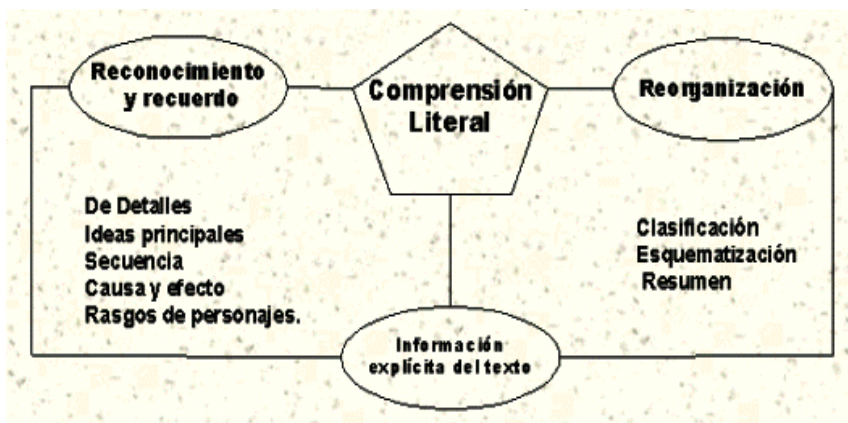 Reconocimiento
y recuerdo
Comprensión
Literal
Reorganización
De Detalles
Ideas principales
Secuencia
Causa y efecto
Rasgos de personajes.
Clasificación
Esquematización
Resumen
Información
explícita del texto